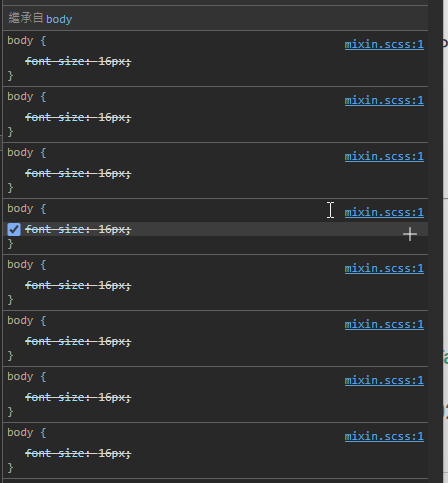 繼承自 body
body {
mixin.scss:1
font-size: 16px;
}
body {
mixin.scss:1
font-size: 16px;
}
body {
mixin.scss:1
font-size: 16px;
}
body {
mixin.scss:1
font-size: 16px;
}
body {
mixin.scss:1
font-size: 16px;
}
body {
mixin.scss:1
font-size: 16px;
}
body {
mixin.scss:1
font-size: 16px;
}
body {
mixin.scss:1
font-size: 16px;
}